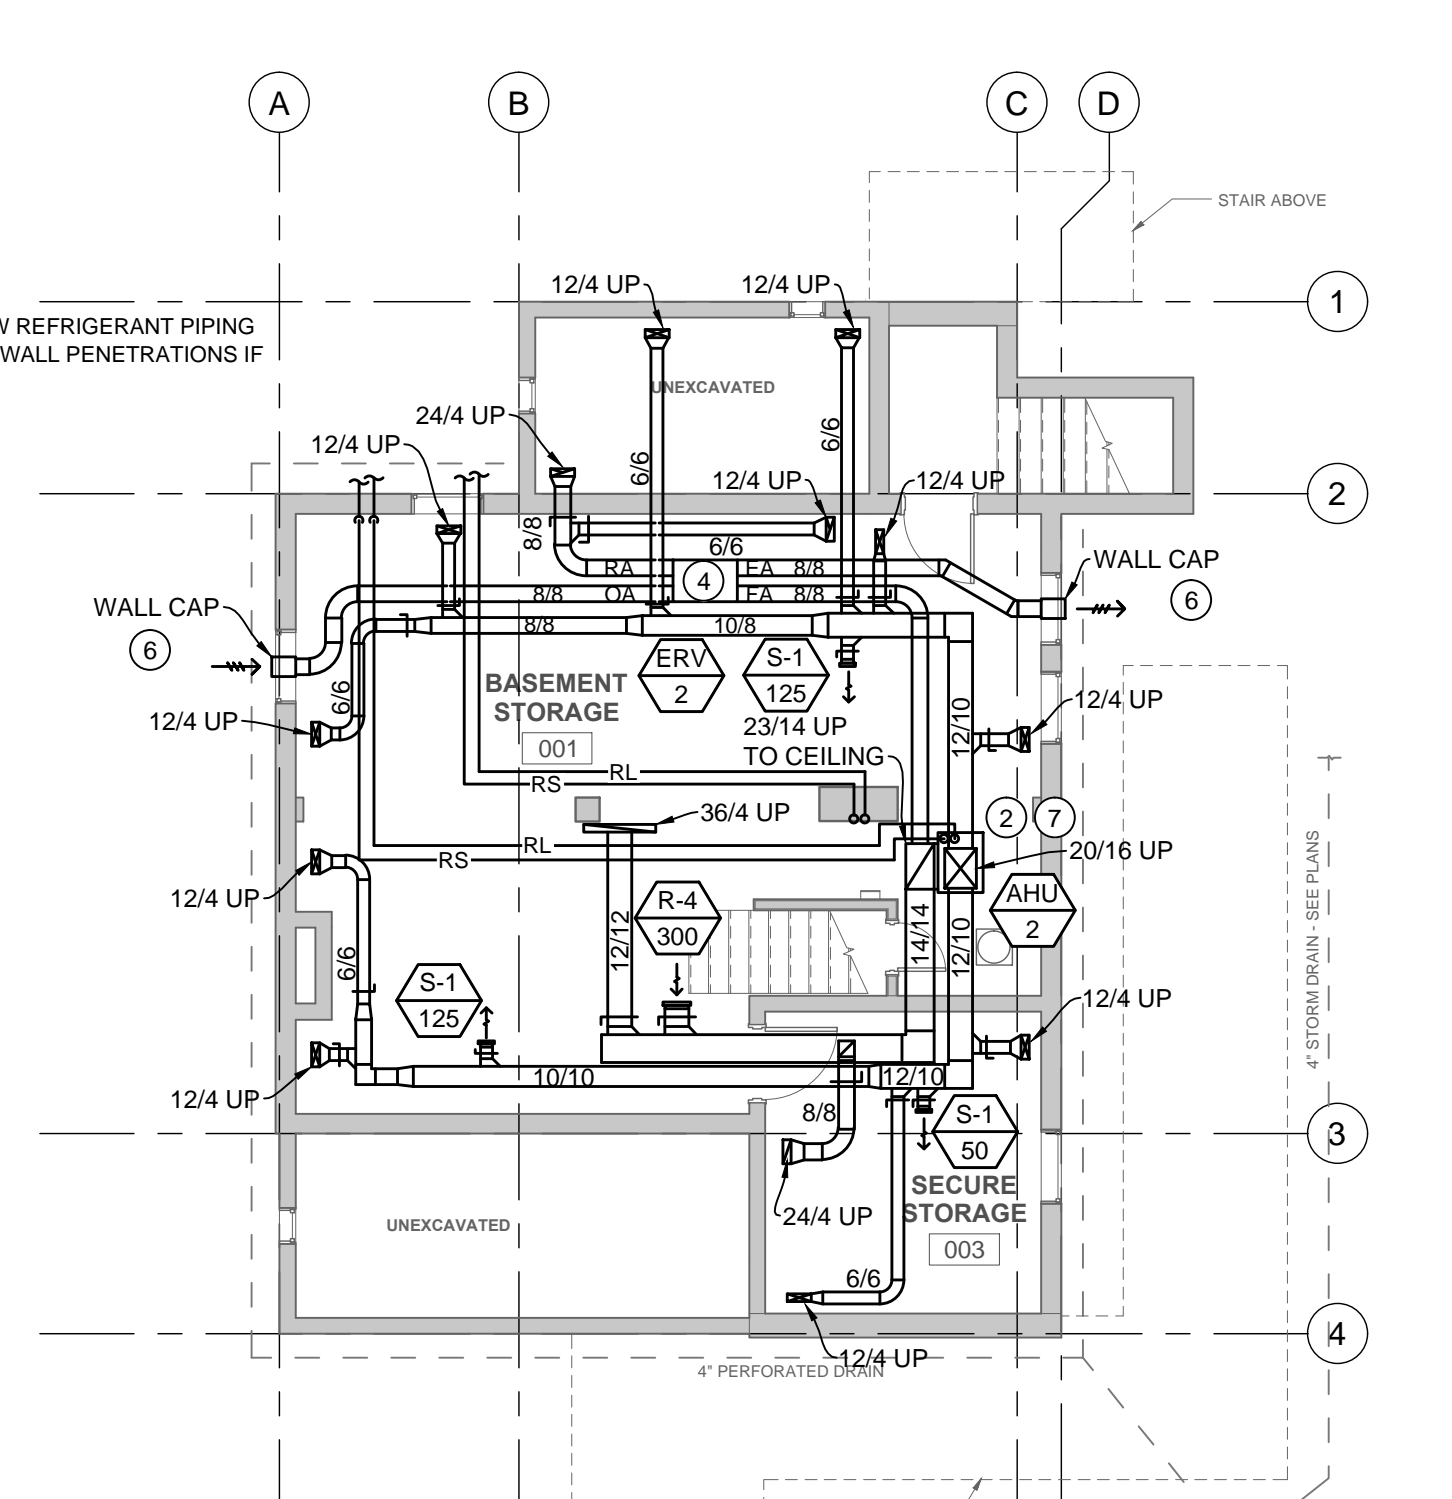 A
B
C
D
STAIR ABOVE
12/4 UP
12/4 UP
1
W REFRIGERANT PIPING
WALL PENETRATIONS IF
UNEXCAVATED
24/4 UP
12/4 UP
6/6
6/6
12/4 UP
12/4 UP
2
8/8
6/6
RA
4
EA
8/8
WALL CAP
6
8/8
OA
FA
8/8
WALL CAP
6
8/8
10/8
ERV
2
S-1
125
6/6
BASEMENT
STORAGE
001
12/4 UP
12/4 UP
12/10
23/14 UP
TO CEILING
RL
RS
36/4 UP
2
7
RL
RS
20/16 UP
12/4 UP
R-4
300
AHU
2
12/12
14/14
12/10
6/6
S-1
125
12/4 UP
4" STORM DRAIN - SEE PLANS
12/4 UP
10/10
12/10
8/8
S-1
50
3
SECURE
STORAGE
003
24/4 UP
UNEXCAVATED
6/6
4
12/4 UP
4" PERFORATED DRAIN